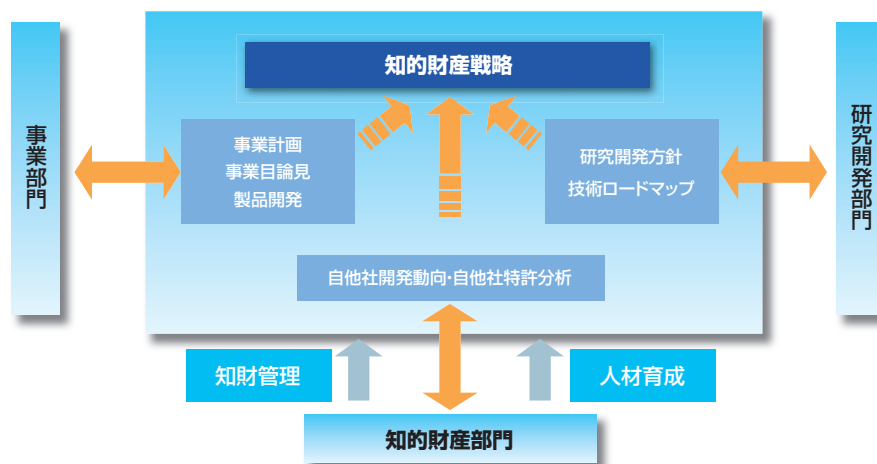 知的財産戦略
事業部門
事業計画
事業目論見
製品開発
研究開発方針
技術ロードマップ
研究開発部門
自他社開発動向・自他社特許分析
知財管理
人材育成
知的財産部門